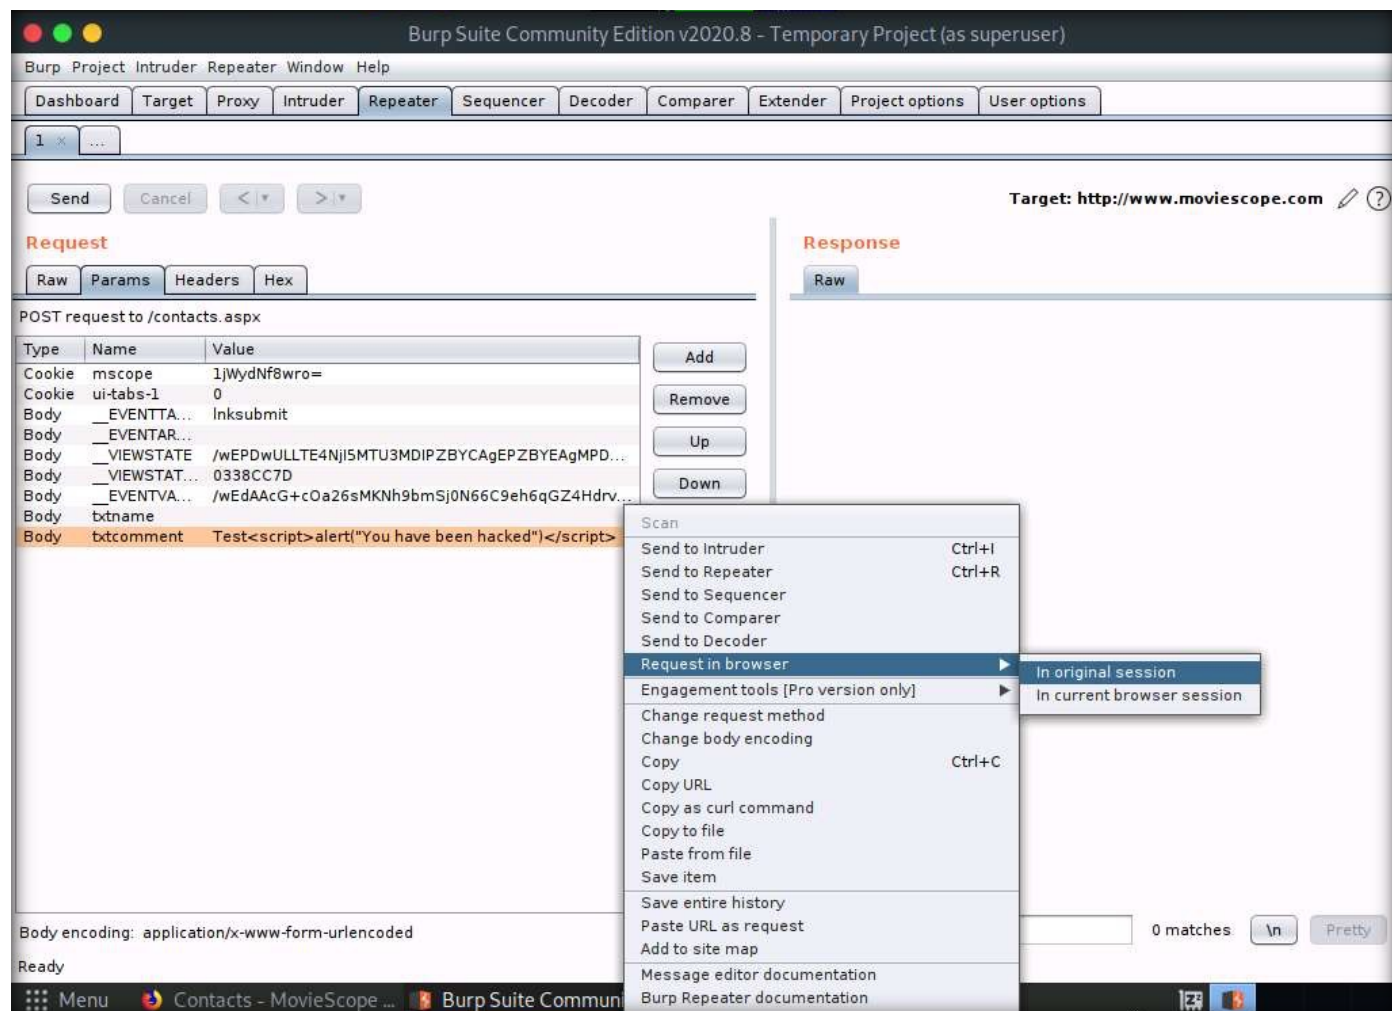 Burp Suite Community Edition v2020.8 - Temporary Project (as superuser)
Burp Project Intruder Repeater Window Help
Dashboard Target Proxy Intruder Repeater Sequencer Decoder Comparer Extender Project options User options
1 × ...
Send Cancel < | ▾ > | ▾ Target: http://www.moviescope.com ?
Request Response
Raw Params Headers Hex Raw
POST request to /contacts.aspx
Type Name Value
Add
Cookie mscope 1jWydNf8wro=
Cookie ui-tabs-1 0
Remove
Body __EVENTTA... lnksubmit
Body __EVENTAR...
Up
Body __VIEWSTATE /wEPDwULLTE4NjI5MTU3MDIPZBYCAgEPZBYEAgMPD...
Body __VIEWSTAT... 0338CC7D
Down
Body __EVENTVA... /wEdAAcG+cOa26sMKNh9bmSj0N66C9eh6qGZ4Hdrv...
Body txtname
Body txtcomment Test<script>alert("You have been hacked")</script>
Scan
Send to Intruder Ctrl+I
Send to Repeater Ctrl+R
Send to Sequencer
Send to Comparer
Send to Decoder
Request in browser
In original session
In current browser session
Engagement tools [Pro version only]
Change request method
Change body encoding
Copy Ctrl+C
Copy URL
Copy as curl command
Copy to file
Paste from file
Save item
Save entire history
Paste URL as request
Add to site map
Message editor documentation
Burp Repeater documentation
0 matches \n Pretty
Body encoding: application/x-www-form-urlencoded
Ready
Menu Contacts - MovieScope ... Burp Suite Communi